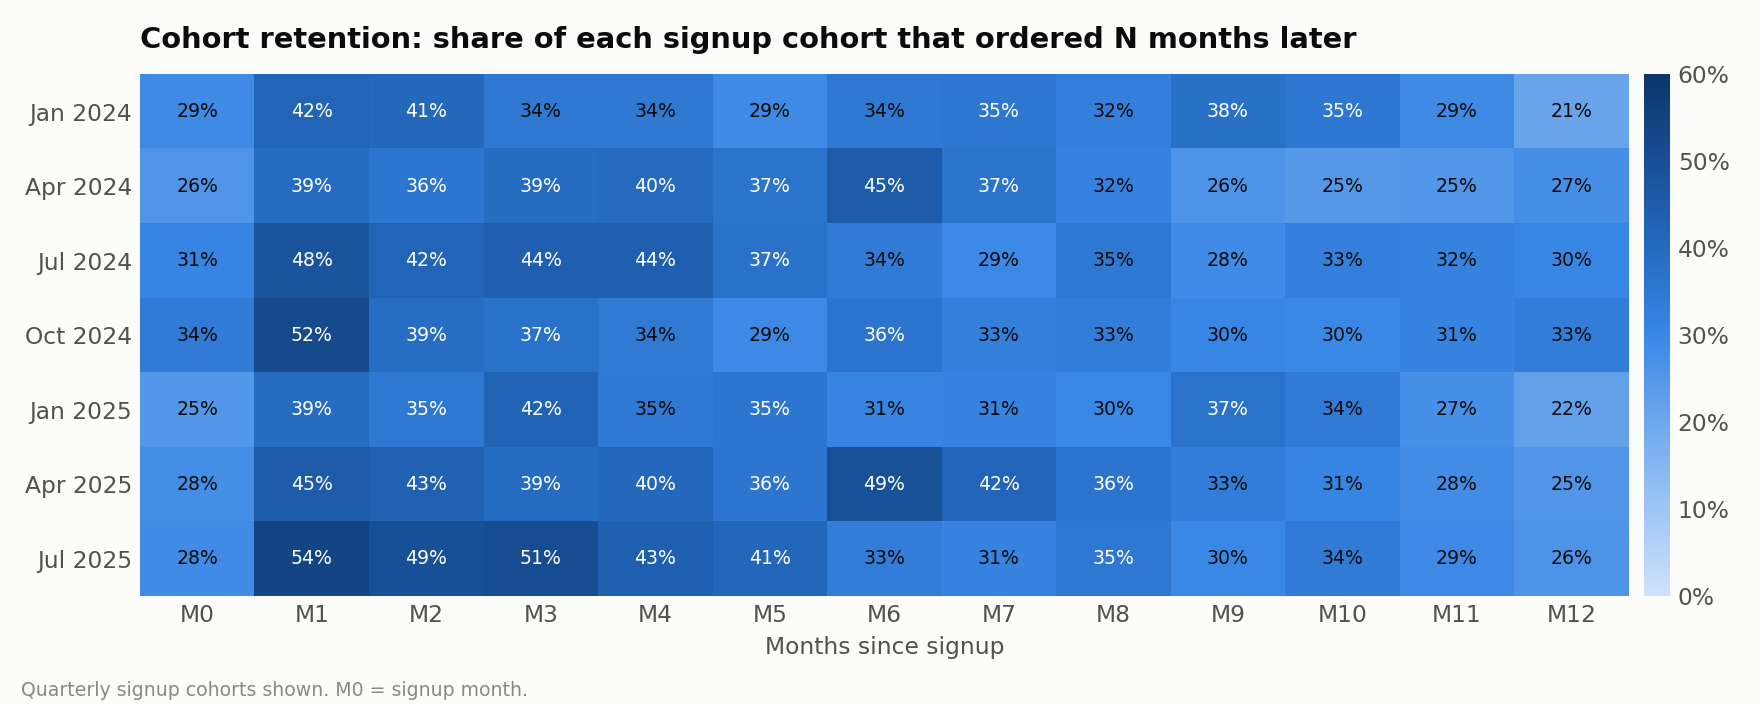 Cohort retention: share of each signup cohort that ordered N months later
Jan 2024 29% 42% 41% 34% 34% 29% 34% 35% 32% 38% 35% 29% 21%
Apr 2024 26% 39% 36% 39% 40% 37% 45% 37% 32% 26% 25% 25% 27%
Jul 2024 31% 48% 42% 44% 44% 37% 34% 29% 35% 28% 33% 32% 30%
Oct 2024 34% 52% 39% 37% 34% 29% 36% 33% 33% 30% 30% 31% 33%
Jan 2025 25% 39% 35% 42% 35% 35% 31% 31% 30% 37% 34% 27% 22%
Apr 2025 28% 45% 43% 39% 40% 36% 49% 42% 36% 33% 31% 28% 25%
Jul 2025 28% 54% 49% 51% 43% 41% 33% 31% 35% 30% 34% 29% 26%
M0 M1 M2 M3 M4 M5 M6 M7 M8 M9 M10 M11 M12
Months since signup
60%
50%
40%
30%
20%
10%
0%
Quarterly signup cohorts shown. M0 = signup month.